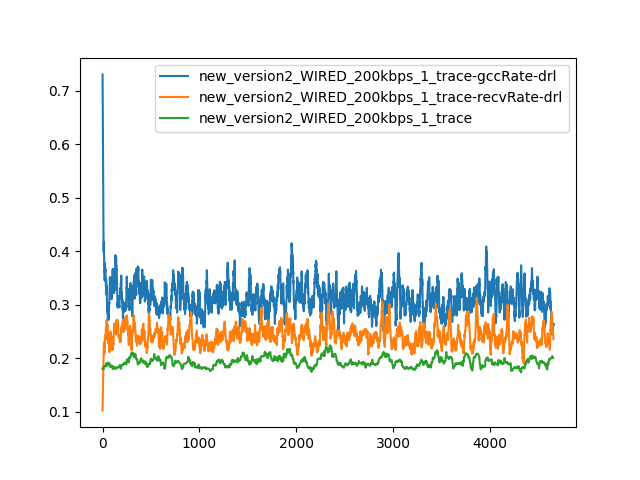 new_version2_WIRED_200kbps_1_trace-gccRate-drl
new_version2_WIRED_200kbps_1_trace-recvRate-drl
new_version2_WIRED_200kbps_1_trace
0.7
0.6
0.5
0.4
0.3
0.2
0.1
0 1000 2000 3000 4000